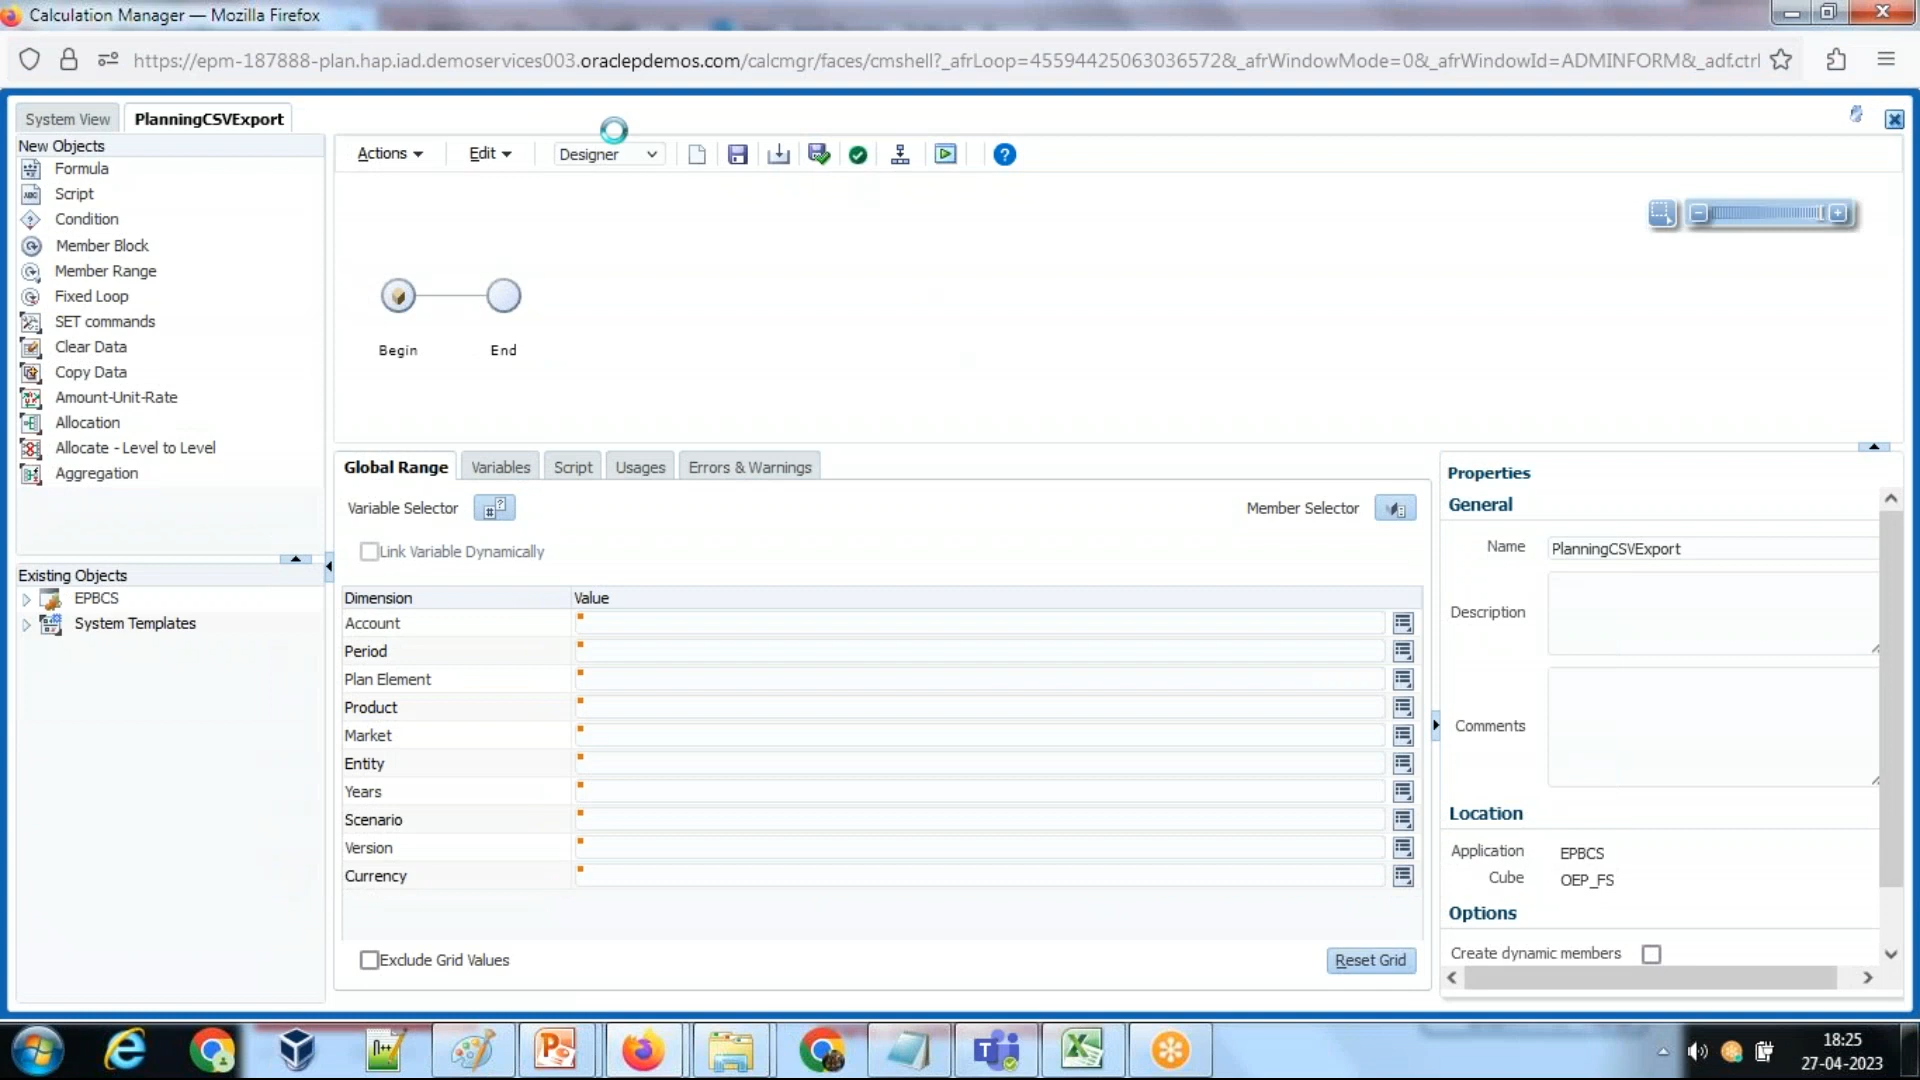 Calculation Manager — Mozilla Firefox
https://epm-187888-plan.hap.iad.demoservices003.oraclepdemos.com/calcmgr/faces/cmshell?_afrLoop=45594425063036572&_afrWindowMode=0&_afrWindowId=ADMINFORM&_adf.ctrl
System View
PlanningCSVExport
New Objects
Formula
Script
Condition
Member Block
Member Range
Fixed Loop
SET commands
Clear Data
Copy Data
Amount-Unit-Rate
Allocation
Allocate - Level to Level
Aggregation
Existing Objects
EPBCS
System Templates
Actions
Edit
Designer
Begin
End
Global Range
Variables
Script
Usages
Errors & Warnings
Variable Selector
Member Selector
Link Variable Dynamically
Dimension Value
Account
Period
Plan Element
Product
Market
Entity
Years
Scenario
Version
Currency
Exclude Grid Values
Reset Grid
Properties
General
Name PlanningCSVExport
Description
Comments
Location
Application EPBCS
Cube OEP_FS
Options
Create dynamic members
18:25
27-04-2023